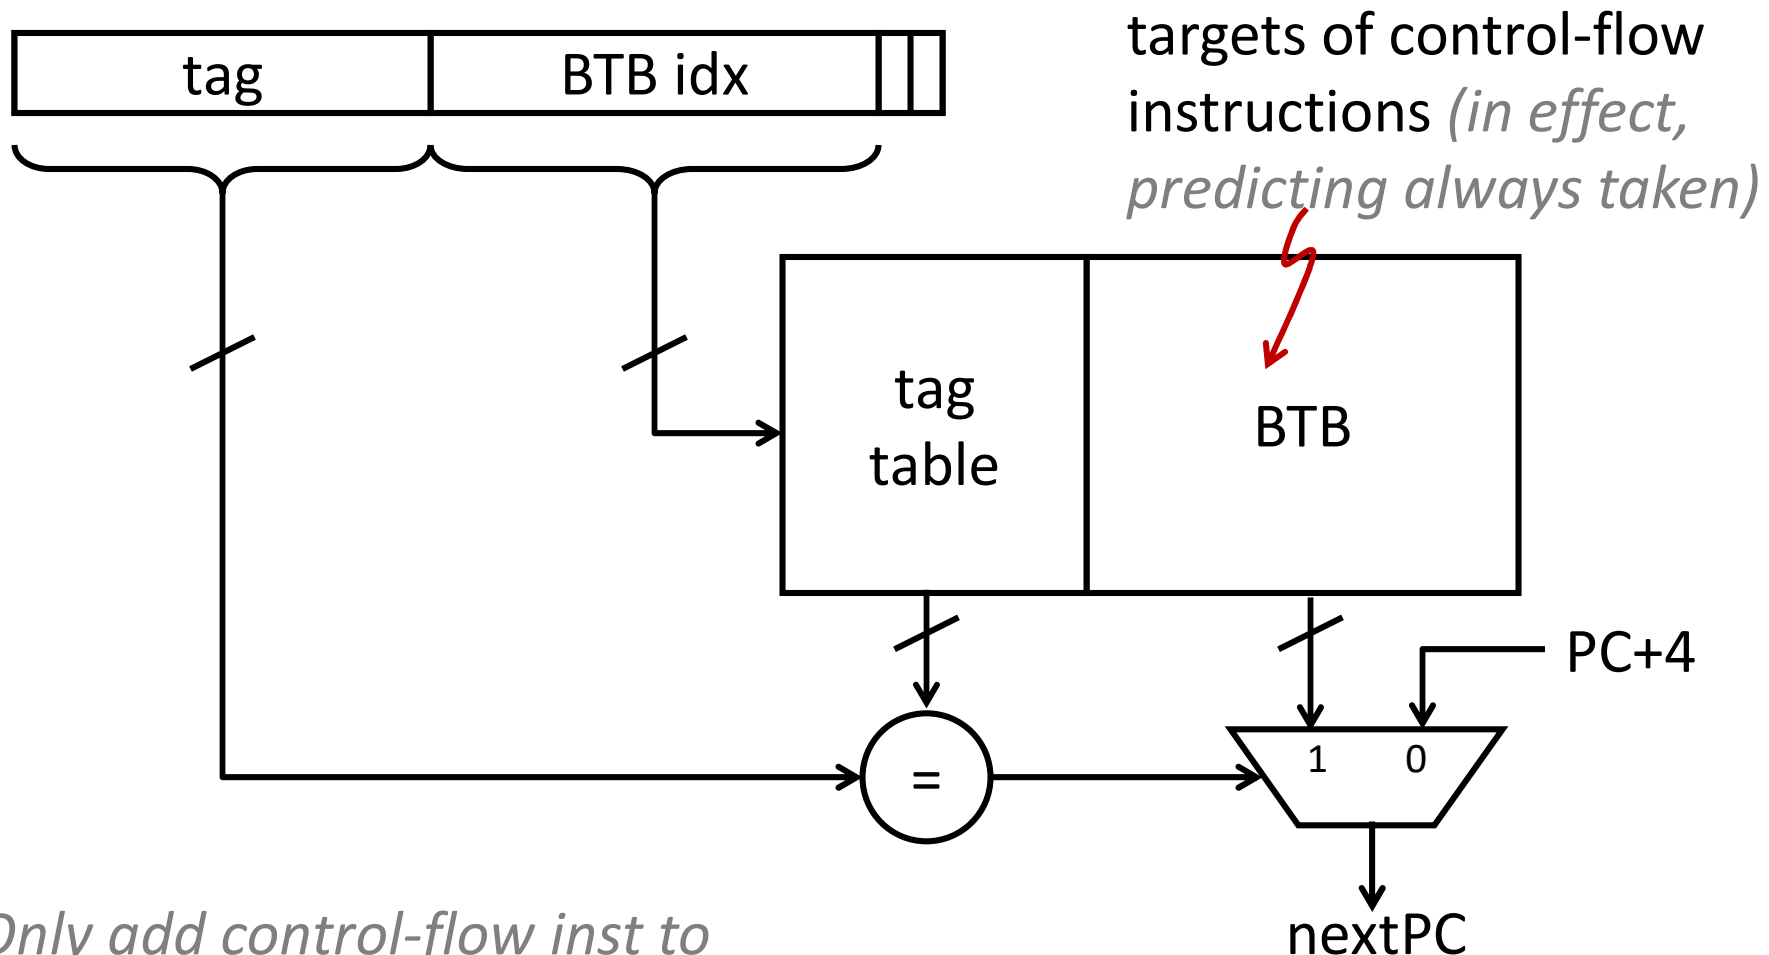 tag BTB idx
targets of control-flow
instructions (in effect,
predicting always taken)
tag
table
BTB
PC+4
1 0
=
nextPC
Only add control-flow inst to